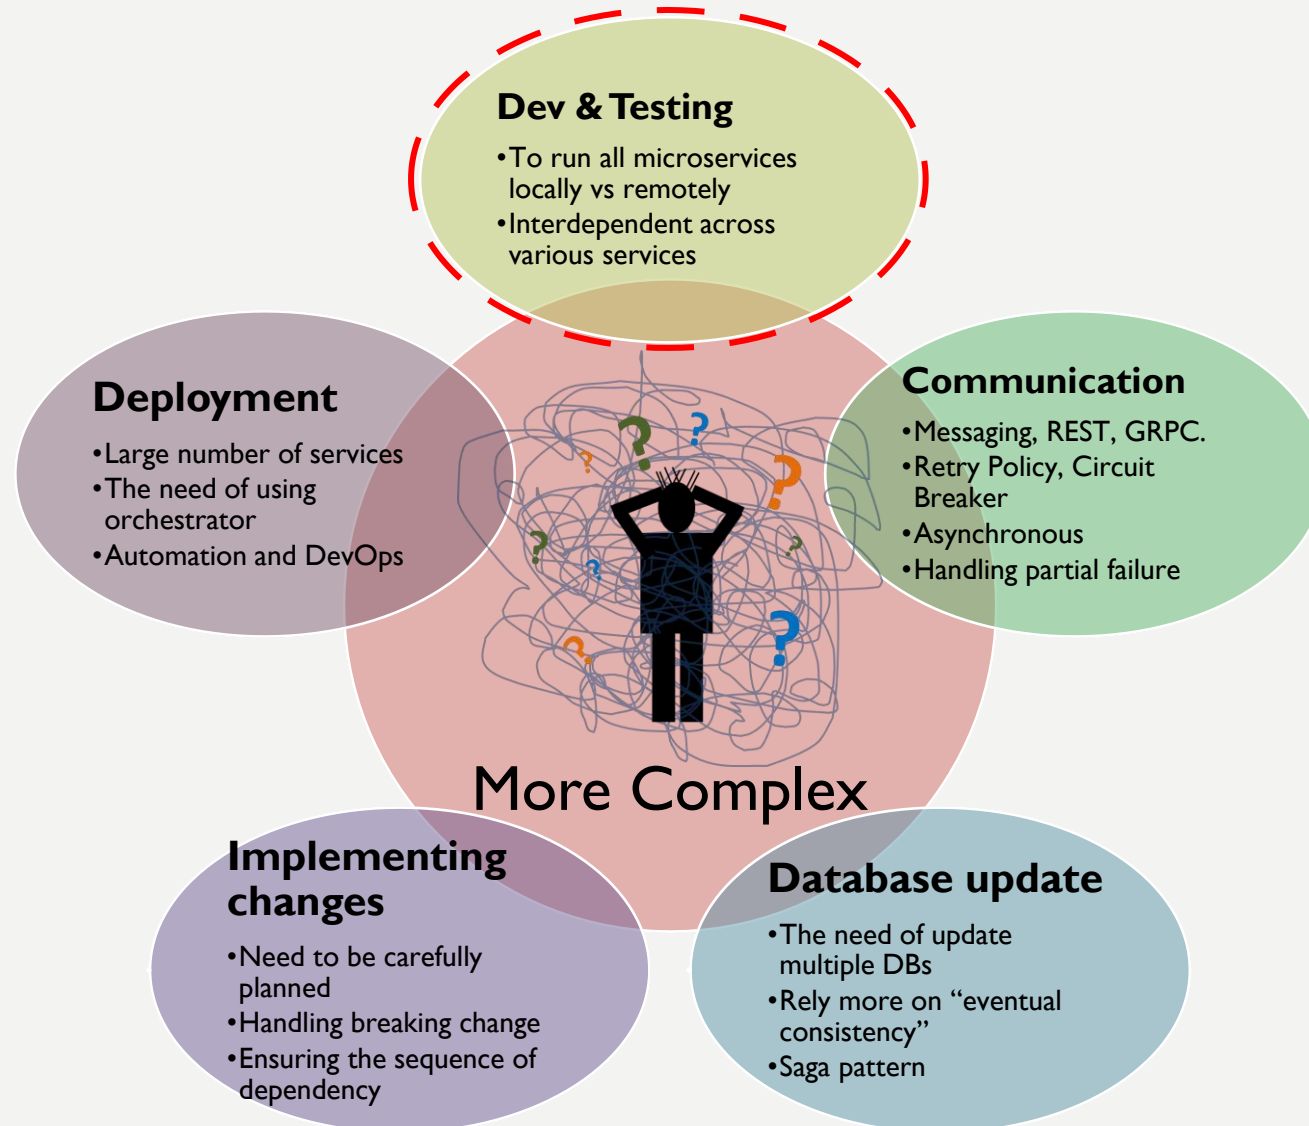 Dev & Testing
•To run all microservices
locally vs remotely
•Interdependent across
various services
Deployment
•Large number of services
•The need of using
orchestrator
•Automation and DevOps
Communication
•Messaging, REST, GRPC.
•Retry Policy, Circuit
Breaker
•Asynchronous
•Handling partial failure
? ? ? ? ? ? ? ? ?
More Complex
Implementing
changes
•Need to be carefully
planned
•Handling breaking change
•Ensuring the sequence of
dependency
Database update
•The need of update
multiple DBs
•Rely more on “eventual
consistency”
•Saga pattern